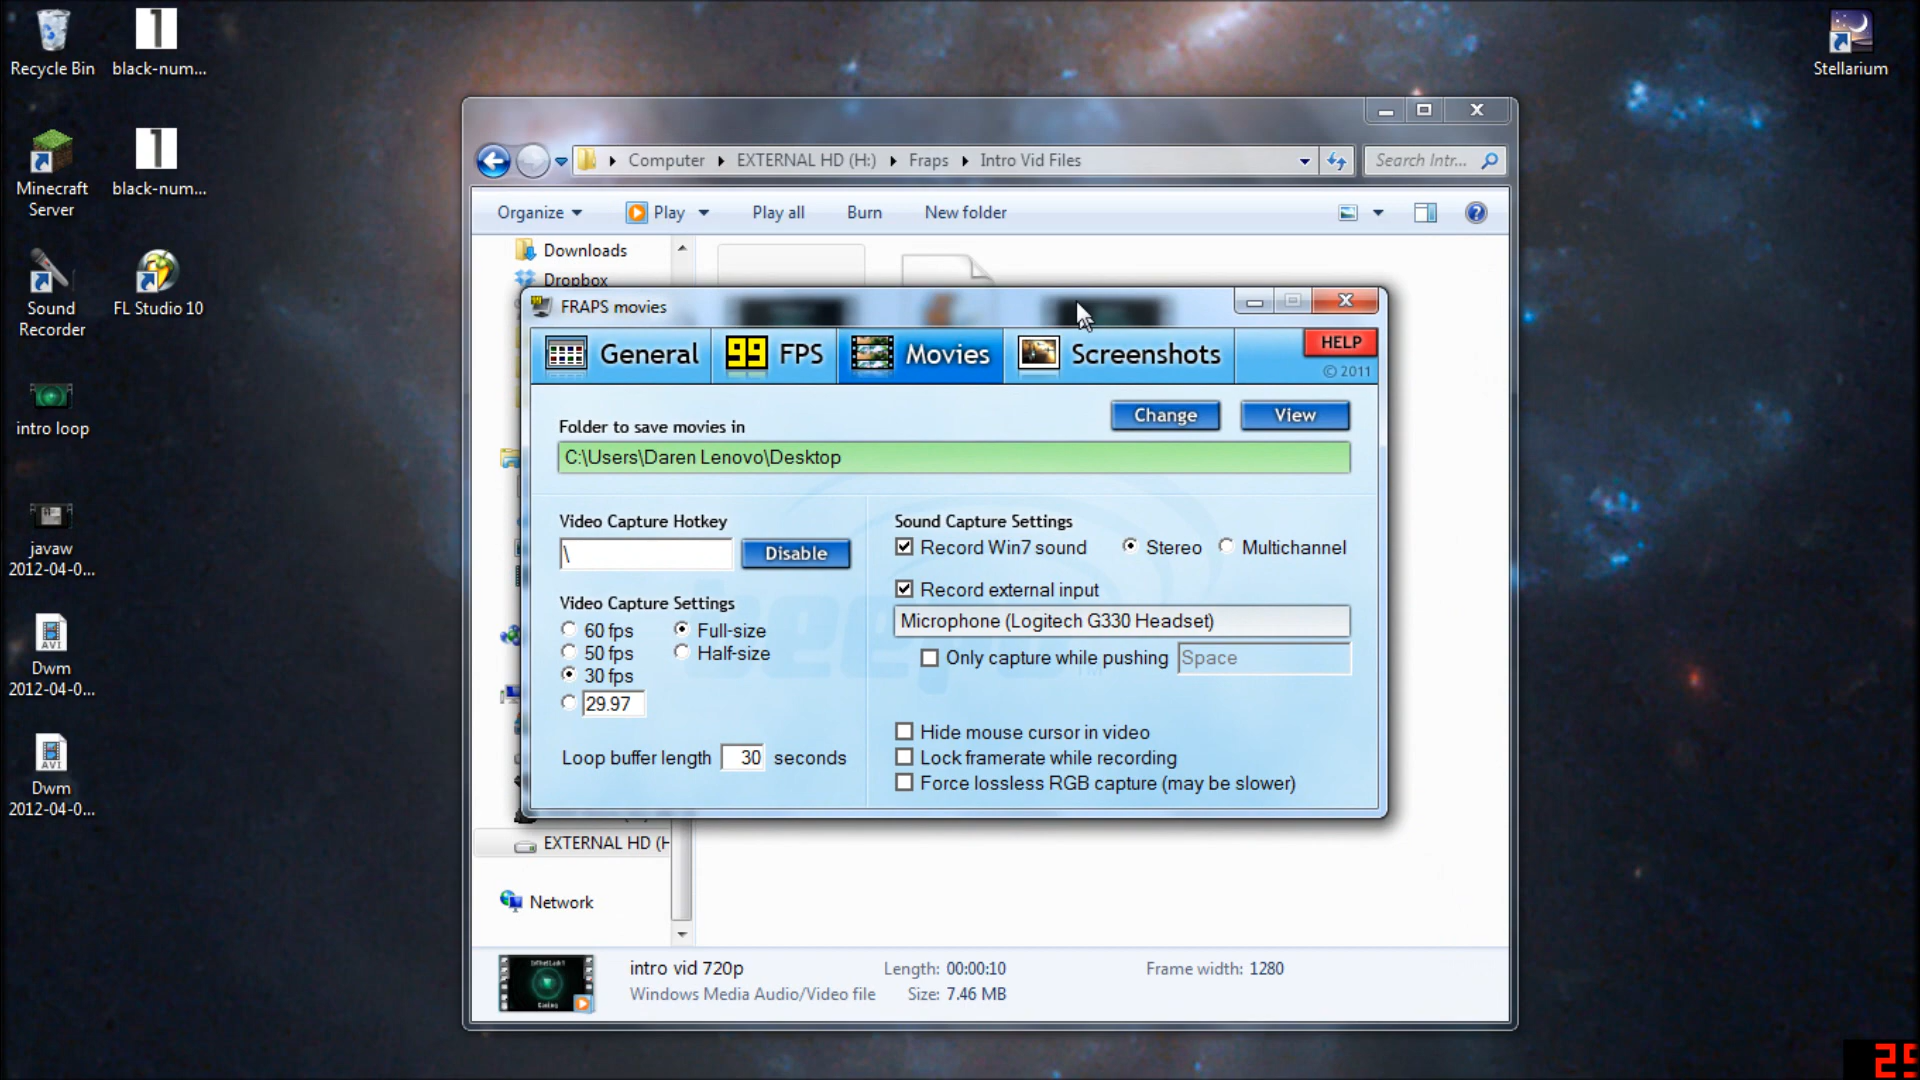 Recycle Bin
black-num...
Stellarium
Minecraft
Server
black-num...
Sound
Recorder
FL Studio 10
intro loop
javaw
2012-04-0...
Dwm
2012-04-0...
Dwm
2012-04-0...
Computer EXTERNAL HD (H:) Fraps Intro Vid Files
Search Intr...
Organize Play Play all Burn New folder
Downloads
Dropbox
FRAPS movies
General 99 FPS Movies Screenshots HELP
© 2011
Change View
Folder to save movies in
C:\Users\Daren Lenovo\Desktop
Video Capture Hotkey
\
Disable
Video Capture Settings
60 fps Full-size
50 fps Half-size
30 fps
29.97
Loop buffer length 30 seconds
Sound Capture Settings
Record Win7 sound Stereo Multichannel
Record external input
Microphone (Logitech G330 Headset)
Only capture while pushing Space
Hide mouse cursor in video
Lock framerate while recording
Force lossless RGB capture (may be slower)
EXTERNAL HD (H
Network
intro vid 720p Length: 00:00:10 Frame width: 1280
Windows Media Audio/Video file Size: 7.46 MB